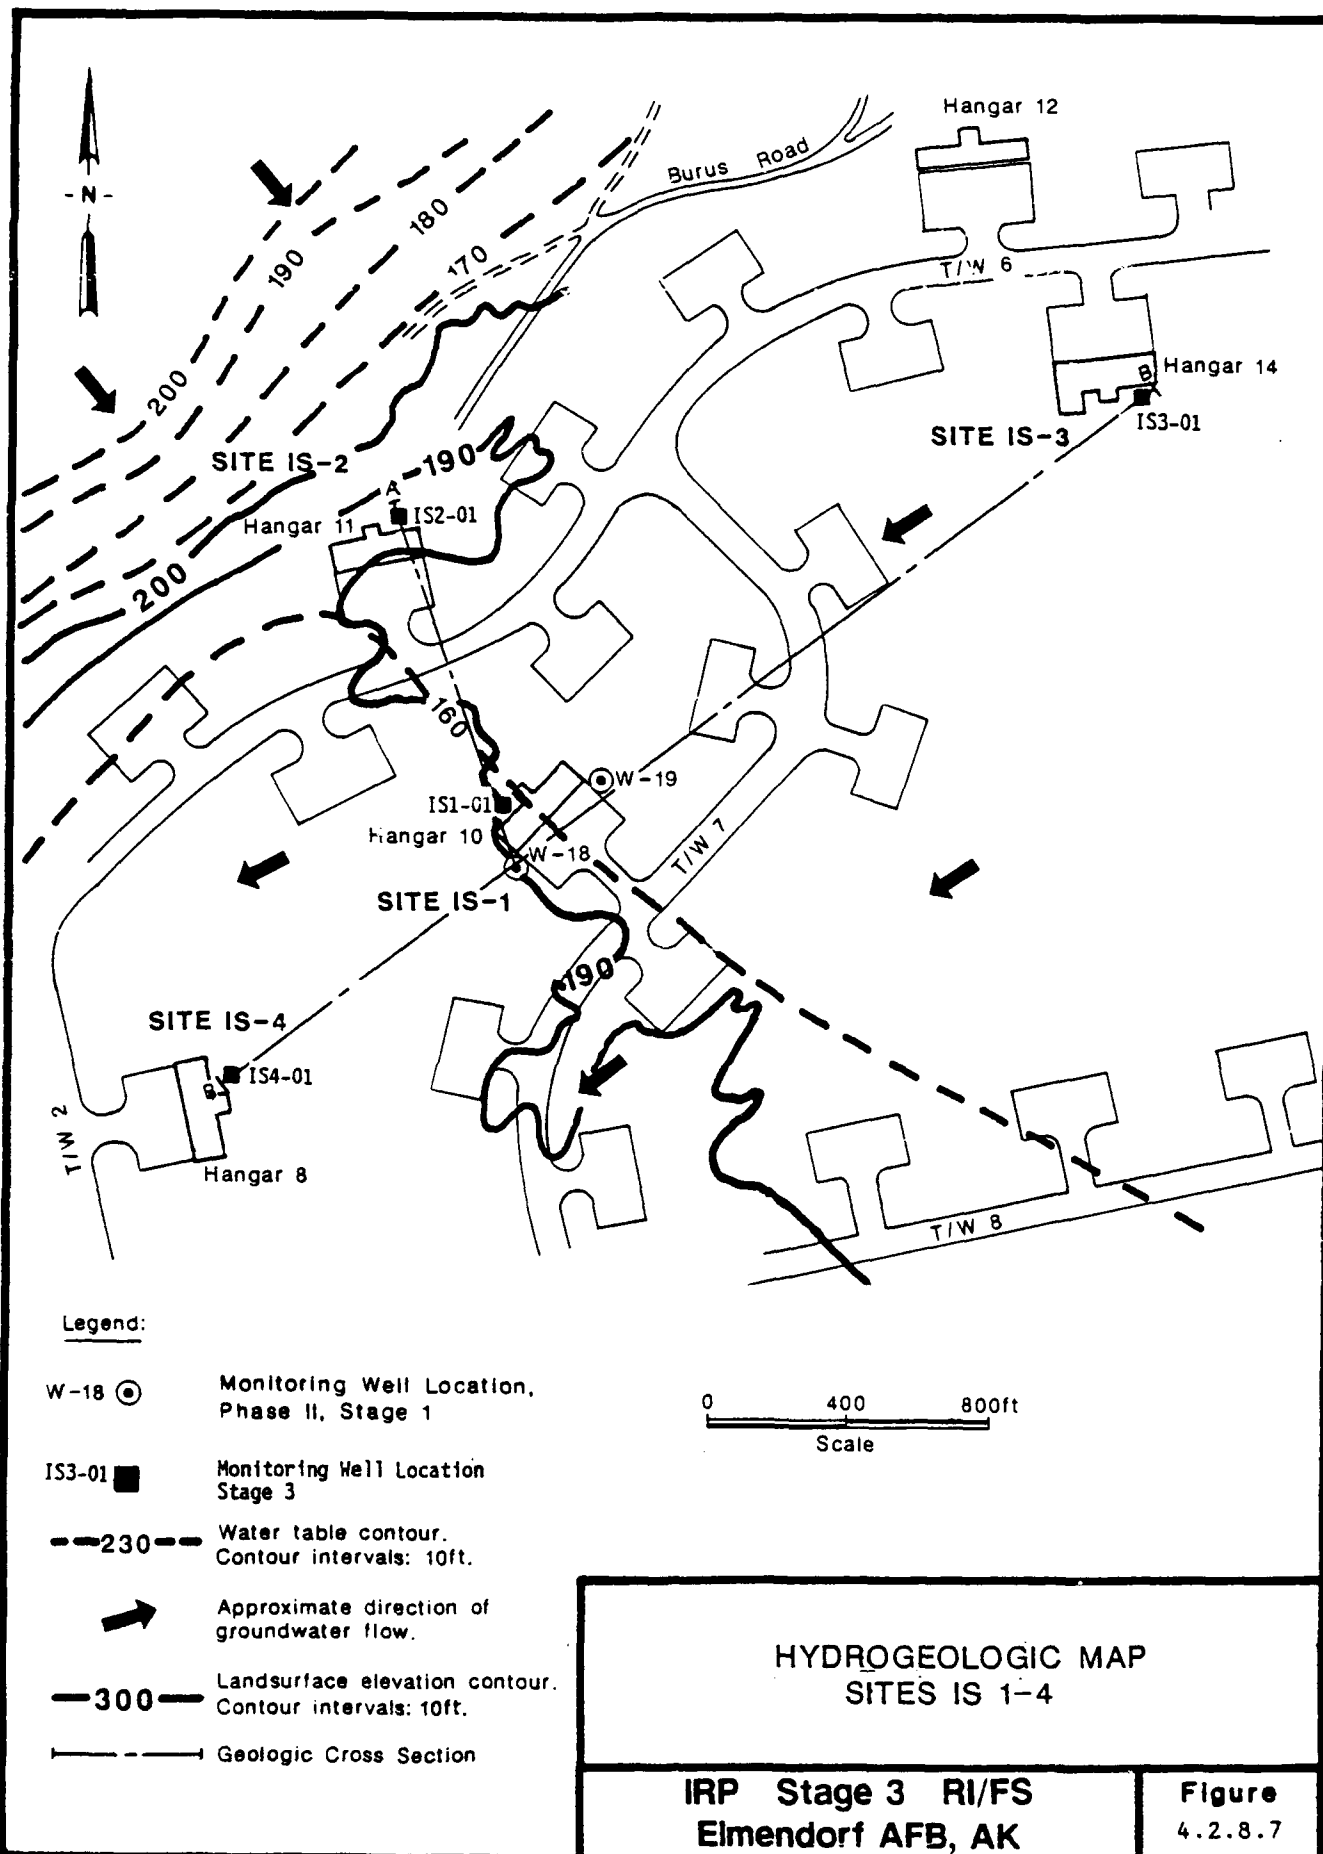 Hangar 12
Burus Road
- N -
180
190
170
T/W 6
Hangar 14
B
IS3-01
200
SITE IS-3
SITE IS-2
190
A
IS2-01
Hangar 11
200
160
W-19
IS1-01
Hangar 10
W-18
T/W 7
SITE IS-1
190
SITE IS-4
IS4-01
B
T/W 2
Hangar 8
T/W 8
Legend:
W-18
Monitoring Well Location,
Phase II, Stage 1
0 400 800ft
Scale
IS3-01
Monitoring Well Location
Stage 3
230
Water table contour.
Contour intervals: 10ft.
Approximate direction of
groundwater flow.
300
Landsurface elevation contour.
Contour intervals: 10ft.
Geologic Cross Section
HYDROGEOLOGIC MAP
SITES IS 1-4
IRP Stage 3 RI/FS
Elmendorf AFB, AK
Figure
4.2.8.7